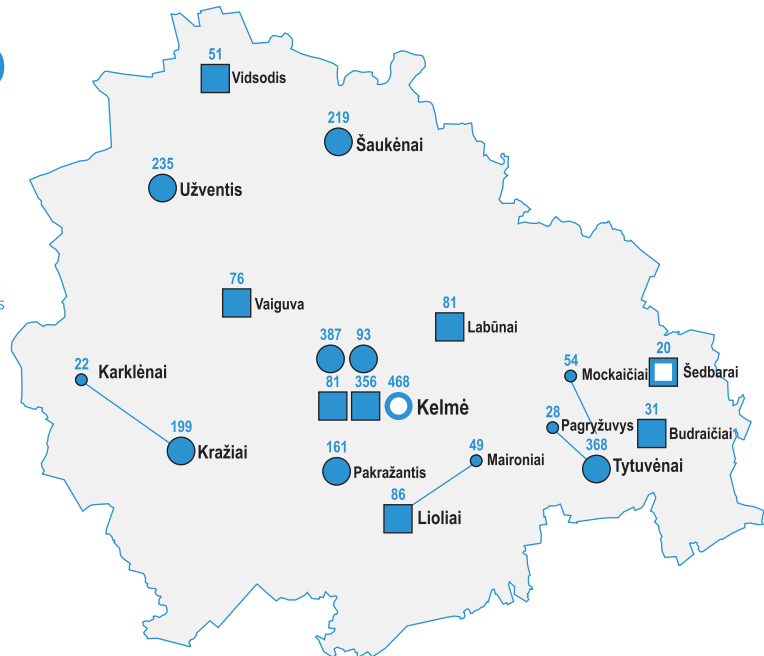 51
Vidsodis
219
Šaukėnai
235
Užventis
76
Vaiguva
81
Labūnai
s
387 93
81 356 468
Kelmė
22
Karklėnai
199
Kražiai
161
Pakražantis
49
Maironiai
86
Lioliai
54
Mockaičiai
20
Šedbarai
28
Pagryžuvys
31
Budraičiai
368
Tytuvėnai